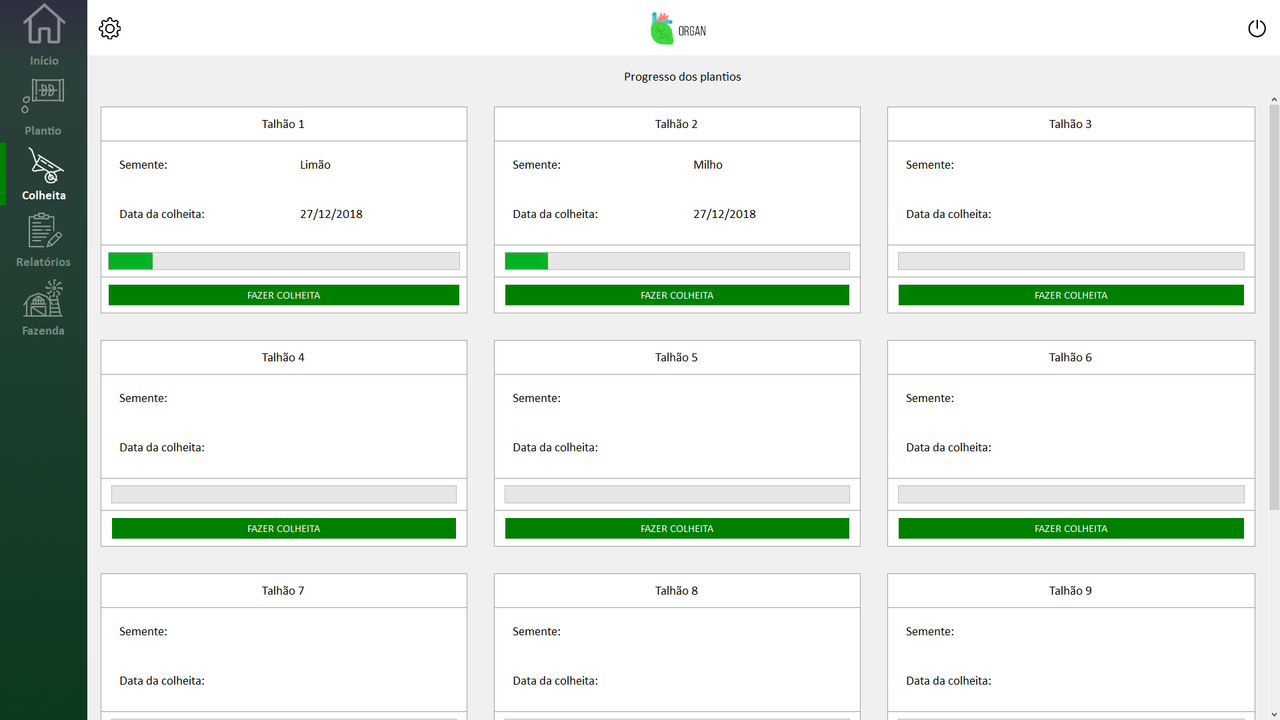 ORGAN
Início
Plantio
Colheita
Relatórios
Fazenda
Progresso dos plantios
Talhão 1
Semente: Limão
Data da colheita: 27/12/2018
FAZER COLHEITA
Talhão 2
Semente: Milho
Data da colheita: 27/12/2018
FAZER COLHEITA
Talhão 3
Semente:
Data da colheita:
FAZER COLHEITA
Talhão 4
Semente:
Data da colheita:
FAZER COLHEITA
Talhão 5
Semente:
Data da colheita:
FAZER COLHEITA
Talhão 6
Semente:
Data da colheita:
FAZER COLHEITA
Talhão 7
Semente:
Data da colheita:
Talhão 8
Semente:
Data da colheita:
Talhão 9
Semente:
Data da colheita: